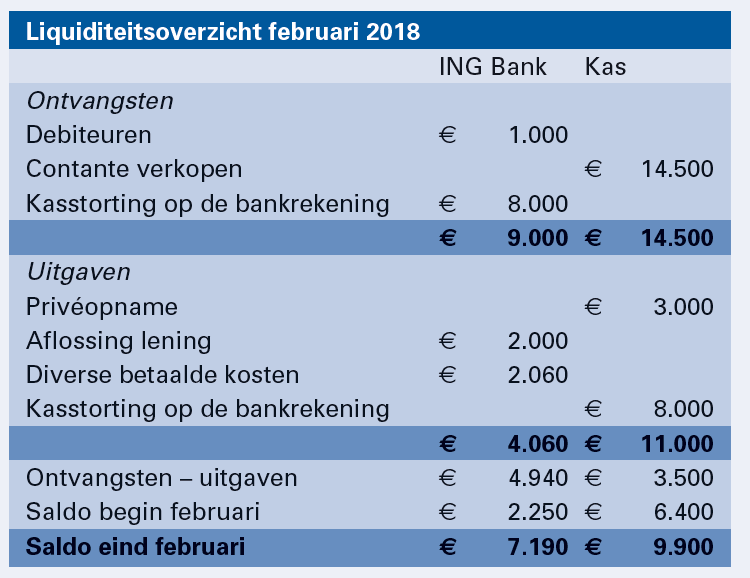 Liquiditeitsoverzicht februari 2018
ING Bank Kas
Ontvangsten
Debiteuren € 1.000
Contante verkopen € 14.500
Kasstorting op de bankrekening € 8.000
€ 9.000 € 14.500
Uitgaven
Privéopname € 3.000
Aflossing lening € 2.000
Diverse betaalde kosten € 2.060
Kasstorting op de bankrekening € 8.000
€ 4.060 € 11.000
Ontvangsten – uitgaven € 4.940 € 3.500
Saldo begin februari € 2.250 € 6.400
Saldo eind februari € 7.190 € 9.900